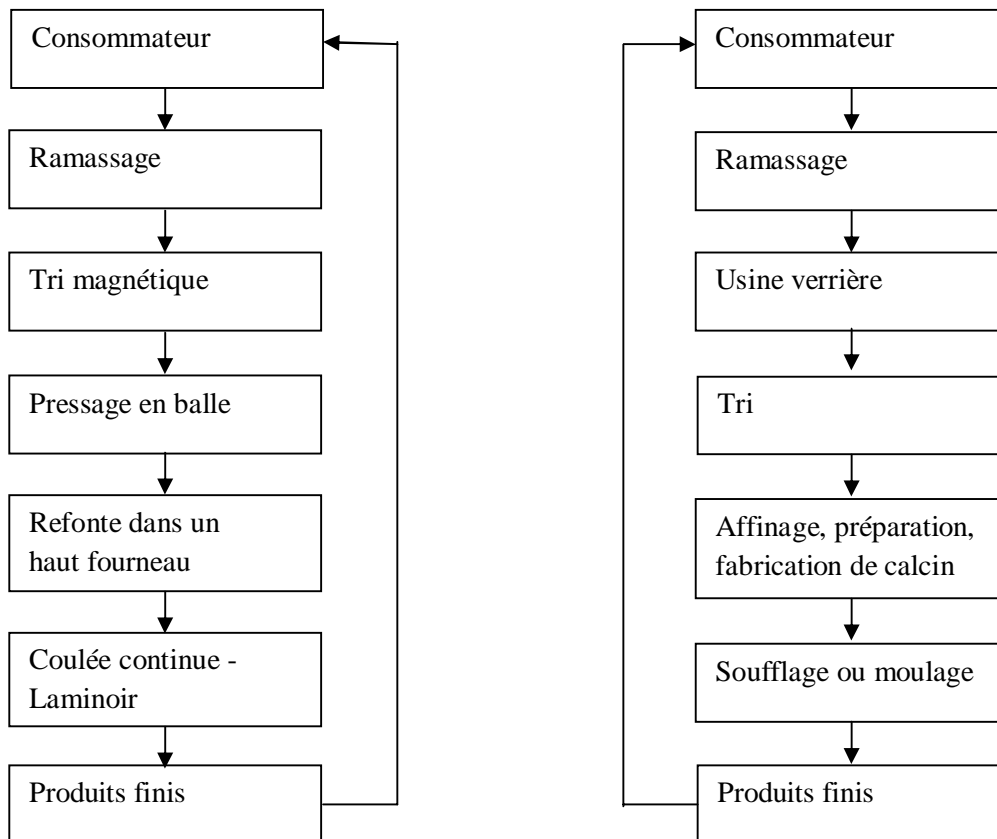 Consommateur
Ramassage
Tri magnétique
Pressage en balle
Refonte dans un
haut fourneau
Coulée continue -
Laminoir
Produits finis
Consommateur
Ramassage
Usine verrière
Tri
Affinage, préparation,
fabrication de calcin
Soufflage ou moulage
Produits finis